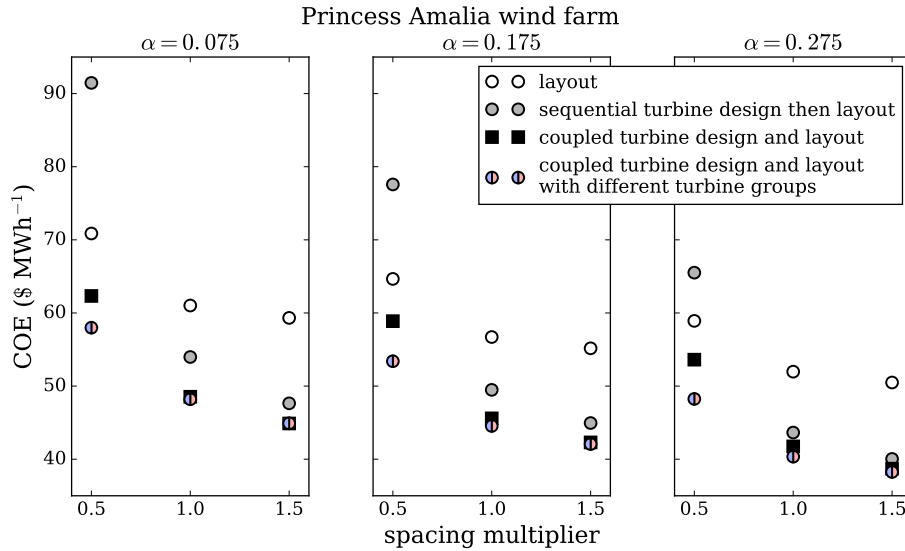 Princess Amalia wind farm
α = 0.075
α = 0.175
α = 0.275
layout
sequential turbine design then layout
coupled turbine design and layout
coupled turbine design and layout
with different turbine groups
COE ($ MWh⁻¹)
90
80
70
60
50
40
0.5 1.0 1.5
0.5 1.0 1.5
0.5 1.0 1.5
spacing multiplier